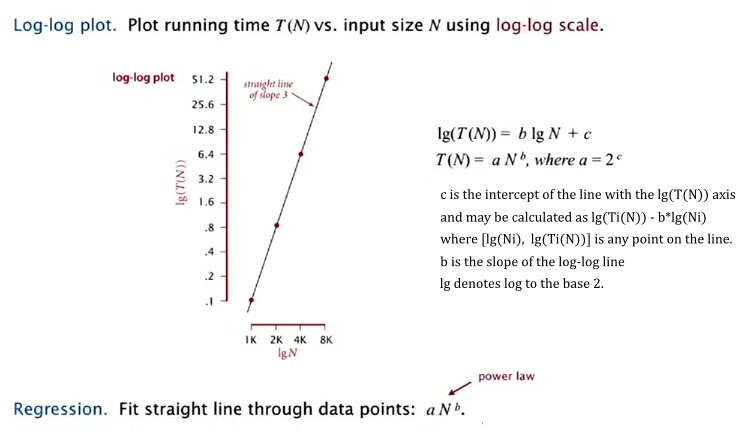 Log-log plot. Plot running time T(N) vs. input size N using log-log scale.
log-log plot
51.2
25.6
12.8
6.4
3.2
1.6
.8
.4
.2
.1
lg(T(N))
straight line
of slope 3
1K 2K 4K 8K
lg N
lg(T(N)) = b lg N + c
T(N) = a N ᵇ, where a = 2 ᶜ
c is the intercept of the line with the lg(T(N)) axis
and may be calculated as lg(Ti(N)) - b*lg(Ni)
where [lg(Ni), lg(Ti(N))] is any point on the line.
b is the slope of the log-log line
lg denotes log to the base 2.
power law
Regression. Fit straight line through data points: a N ᵇ.